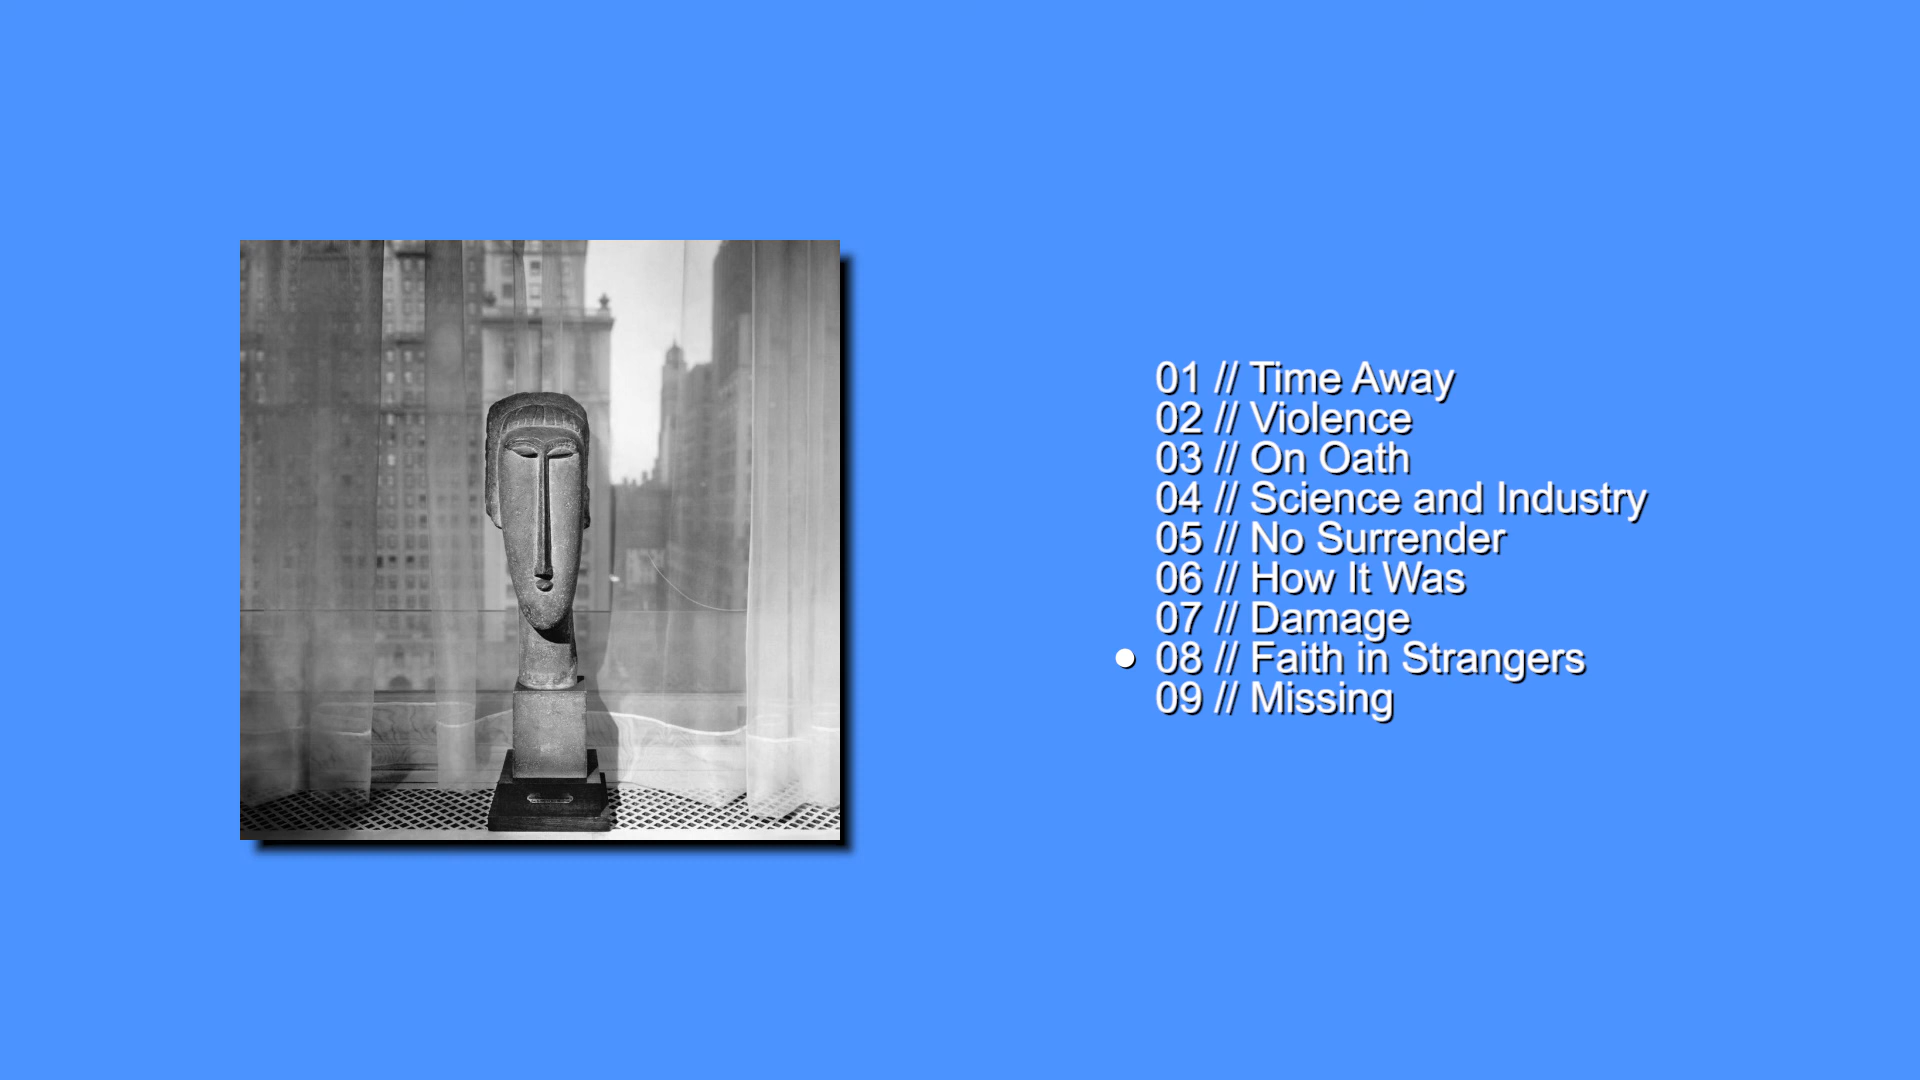 01 // Time Away
02 // Violence
03 // On Oath
04 // Science and Industry
05 // No Surrender
06 // How It Was
07 // Damage
08 // Faith in Strangers
09 // Missing